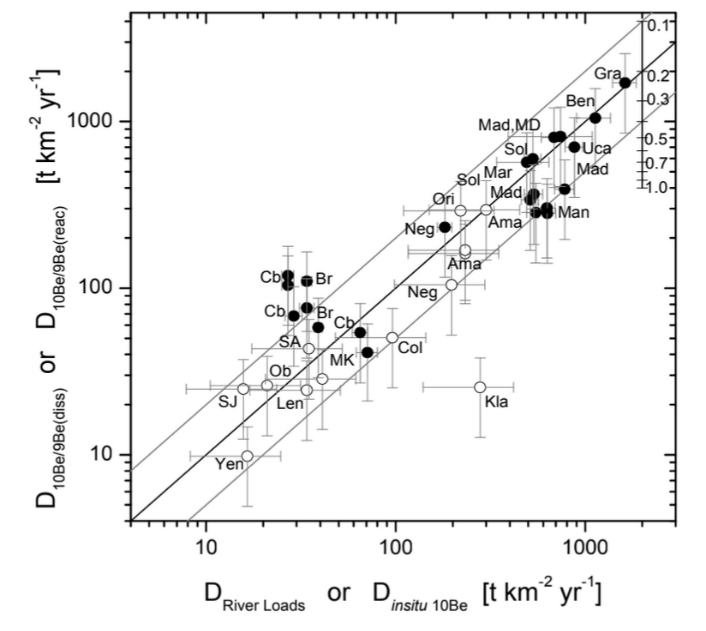 D10Be/9Be(diss) or D10Be/9Be(reac) [t km-2 yr-1]
1000
100
10
0.1
0.2
0.3
0.5
0.7
1.0
Gra
Ben
Mad,MD
Uca
Sol
Mad
Mar
Sol
Mad
Ori
Man
Ama
Neg
Ama
Cb
Br
Neg
Cb
Br
Cb
SA
Col
MK
Ob
SJ
Len
Kla
Yen
10
100
1000
DRiver Loads or Dinsitu 10Be [t km-2 yr-1]